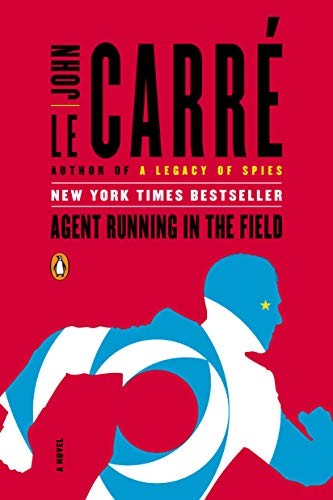 JOHN
LE CARRÉ
AUTHOR OF A LEGACY OF SPIES
NEW YORK TIMES BESTSELLER
AGENT RUNNING IN THE FIELD
A NOVEL